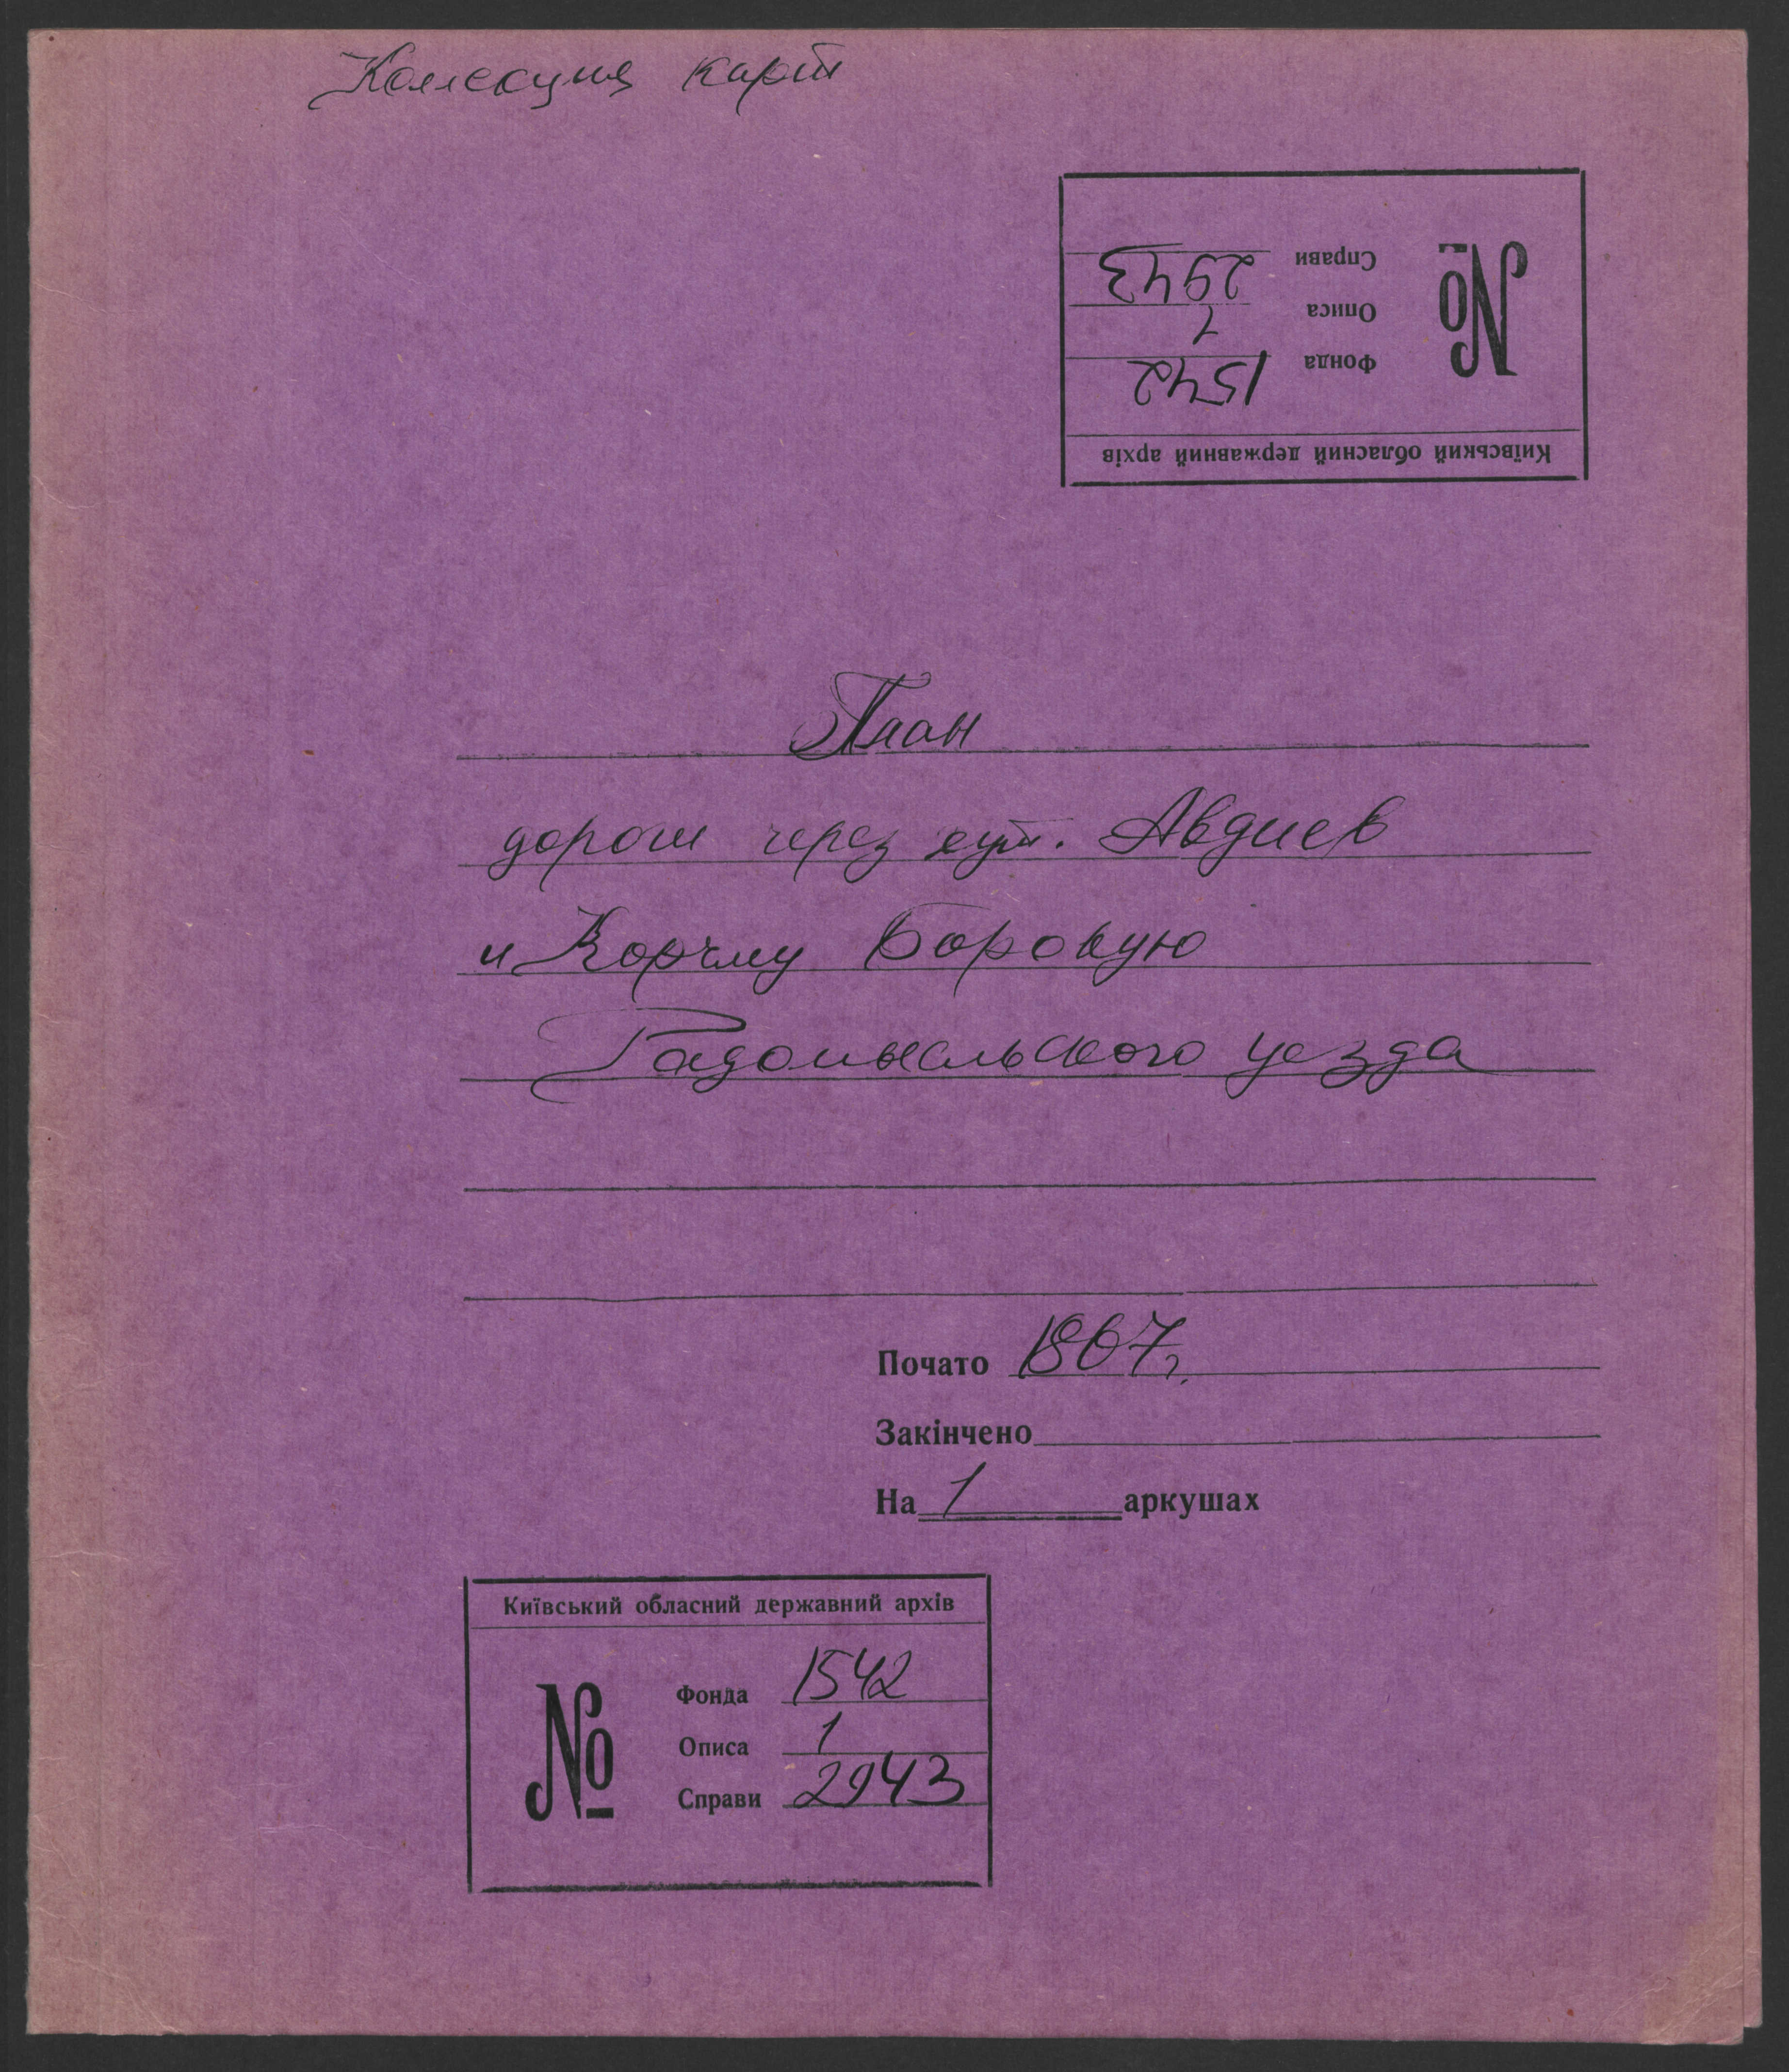 Коллекция карт
Київський обласний державний архів
№
Фонда 1542
Описа 1
Справи 2943
План
дороги через хут. Авдиев
и Корчму Боровую
Радомысльского уезда
Почато 1867 г.
Закінчено
На 1 аркушах
Київський обласний державний архів
№
Фонда 1542
Описа 1
Справи 2943